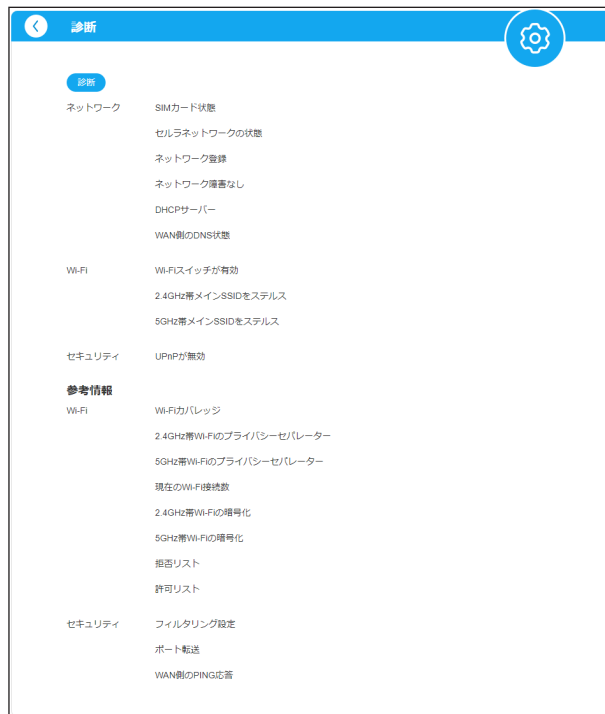 診断
診断
ネットワーク SIMカード状態
セルラネットワークの状態
ネットワーク登録
ネットワーク障害なし
DHCPサーバー
WAN側のDNS状態
Wi-Fi Wi-Fiスイッチが有効
2.4GHz帯メインSSIDをステルス
5GHz帯メインSSIDをステルス
セキュリティ UPnPが無効
参考情報
Wi-Fi Wi-Fiカバレッジ
2.4GHz帯Wi-Fiのプライバシーセパレーター
5GHz帯Wi-Fiのプライバシーセパレーター
現在のWi-Fi接続数
2.4GHz帯Wi-Fiの暗号化
5GHz帯Wi-Fiの暗号化
拒否リスト
許可リスト
セキュリティ フィルタリング設定
ポート転送
WAN側のPING応答